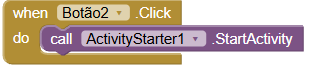 when Botão2 .Click
do call ActivityStarter1 .StartActivity